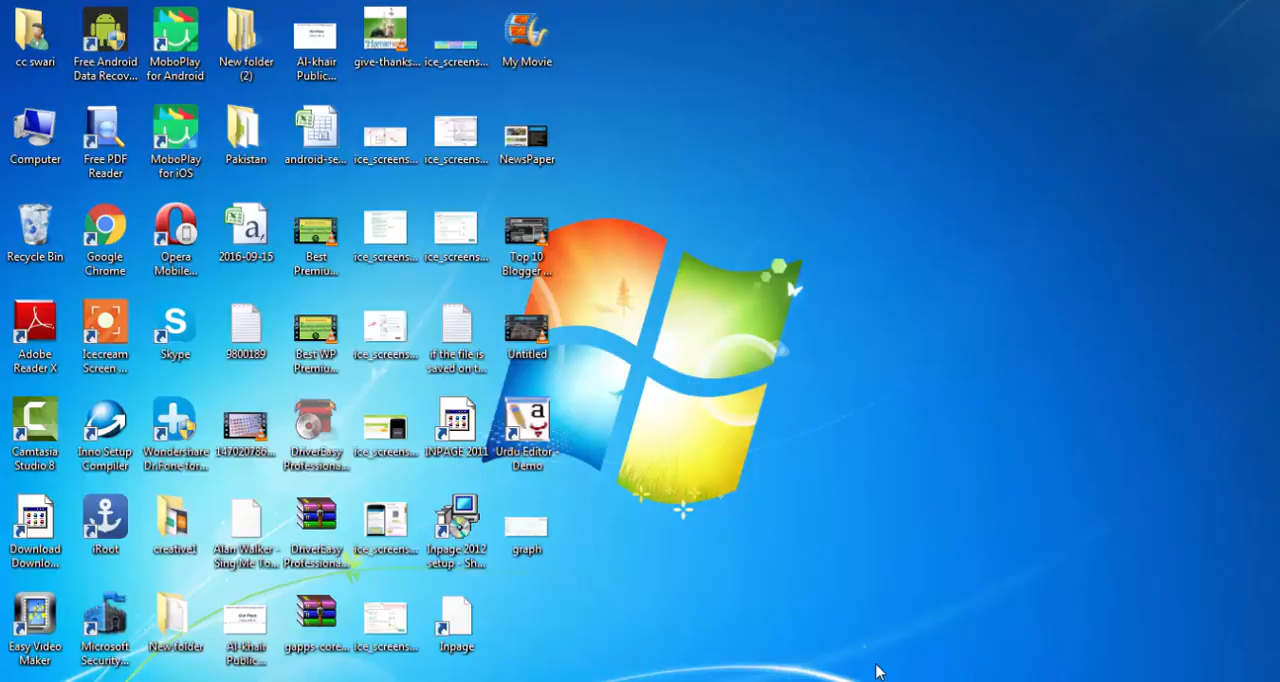 cc swari
Free Android
Data Recov...
MoboPlay
for Android
New folder
(2)
Al-khair
Public...
give-thanks...
ice_screens...
My Movie
Computer
Free PDF
Reader
MoboPlay
for iOS
Pakistan
android-se...
ice_screens...
ice_screens...
NewsPaper
Recycle Bin
Google
Chrome
Opera
Mobile...
2016-09-15
Best
Premiu...
ice_screens...
ice_screens...
Top 10
Blogger ...
Adobe
Reader X
Icecream
Screen ...
Skype
9800189
Best WP
Premiu...
ice_screens...
if the file is
saved on t...
Untitled
Camtasia
Studio 8
Inno Setup
Compiler
Wondershare
Dr.Fone for...
147020786...
DriverEasy
Professiona...
ice_screens...
INPAGE 2011
Urdu Editor -
Demo
Download
Downlo...
iRoot
creative1
Alan Walker -
Sing Me To...
DriverEasy
Professiona...
ice_screens...
Inpage 2012
setup - Sh...
graph
Easy Video
Maker
Microsoft
Security...
New folder
Al-khair
Public...
gapps-core...
ice_screens...
Inpage